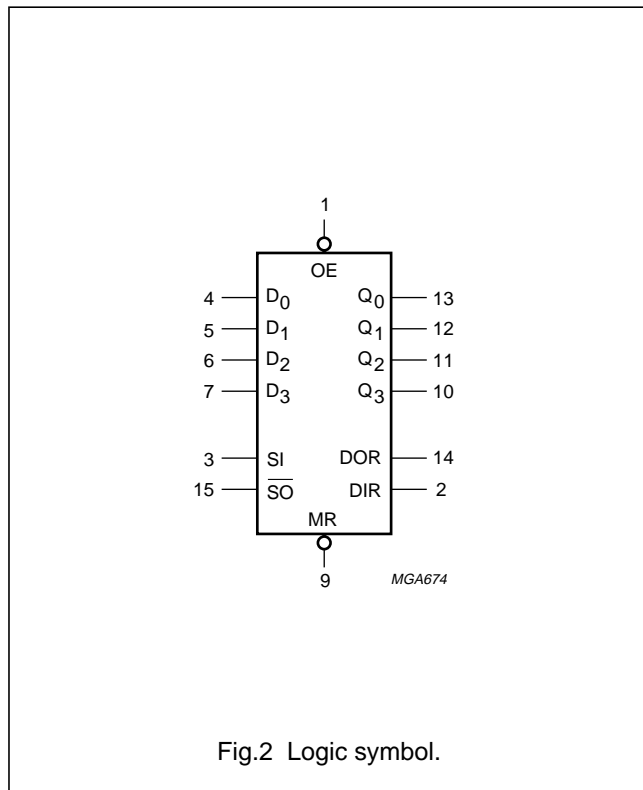 1
OE
4 D0 Q0 13
5 D1 Q1 12
6 D2 Q2 11
7 D3 Q3 10
3 SI DOR 14
15 S̅O̅ DIR 2
MR
9 MGA674
Fig.2 Logic symbol.